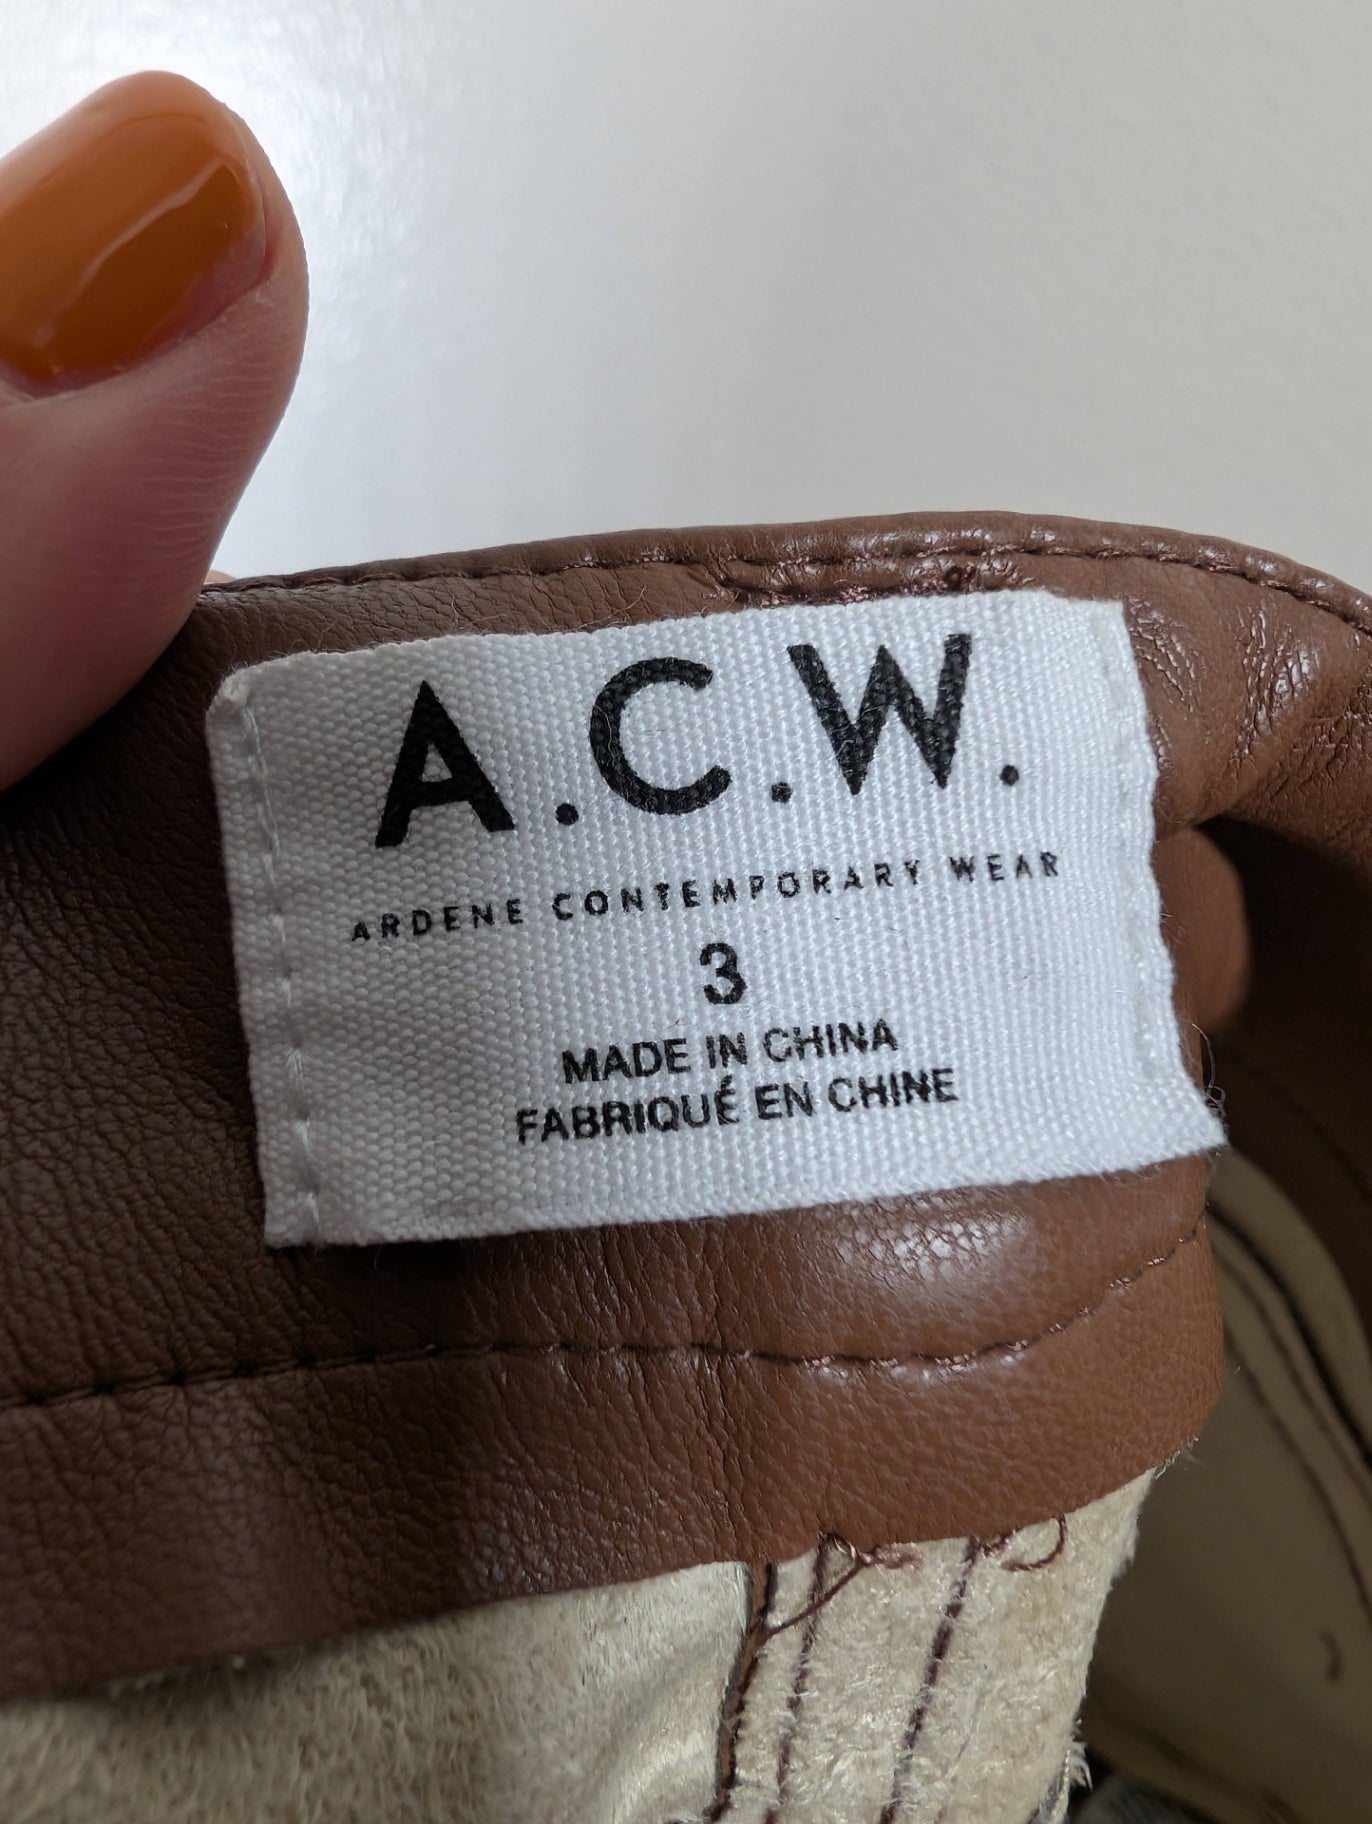 A.C.W.
ARDENE CONTEMPORARY WEAR
3
MADE IN CHINA
FABRIQUÉ EN CHINE